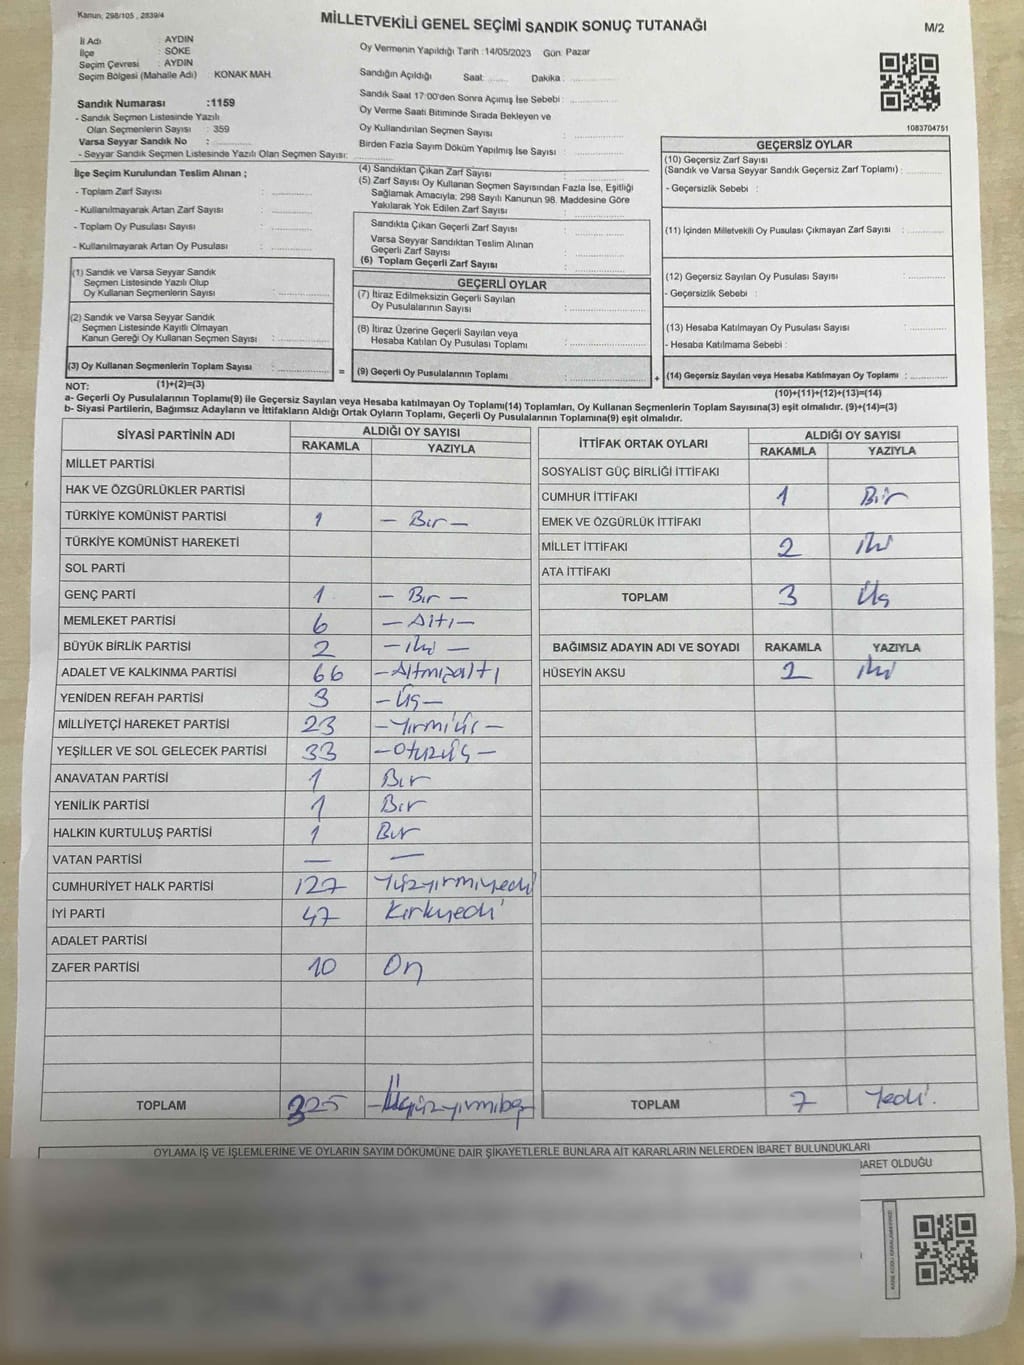 Kanun, 298/105 , 2839/4
MİLLETVEKİLİ GENEL SEÇİMİ SANDIK SONUÇ TUTANAĞI
M/2
İl Adı : AYDIN
İlçe : SÖKE
Seçim Çevresi : AYDIN
Seçim Bölgesi (Mahalle Adı) KONAK MAH.
Sandık Numarası :1159
- Sandık Seçmen Listesinde Yazılı
Olan Seçmenlerin Sayısı : 359
Varsa Seyyar Sandık No :
- Seyyar Sandık Seçmen Listesinde Yazılı Olan Seçmen Sayısı:
Oy Vermenin Yapıldığı Tarih :14/05/2023 Gün: Pazar
Sandığın Açıldığı Saat: Dakika :
Sandık Saat 17:00'den Sonra Açımış İse Sebebi :
Oy Verme Saati Bitiminde Sırada Bekleyen ve
Oy Kullandırılan Seçmen Sayısı :
Birden Fazla Sayım Döküm Yapılmış İse Sayısı :
1083704751
İlçe Seçim Kurulundan Teslim Alınan ;
- Toplam Zarf Sayısı :
- Kullanılmayarak Artan Zarf Sayısı :
- Toplam Oy Pusulası Sayısı :
- Kullanılmayarak Artan Oy Pusulası :
(1) Sandık ve Varsa Seyyar Sandık
Seçmen Listesinde Yazılı Olup
Oy Kullanan Seçmenlerin Sayısı :
(2) Sandık ve Varsa Seyyar Sandık
Seçmen Listesinde Kayıtlı Olmayan
Kanun Gereği Oy Kullanan Seçmen Sayısı :
(3) Oy Kullanan Seçmenlerin Toplam Sayısı :
(1)+(2)=(3)
(4) Sandıktan Çıkan Zarf Sayısı :
(5) Zarf Sayısı Oy Kullanan Seçmen Sayısından Fazla İse, Eşitliği
Sağlamak Amacıyla; 298 Sayılı Kanunun 98. Maddesine Göre
Yakılarak Yok Edilen Zarf Sayısı :
Sandıkta Çıkan Geçerli Zarf Sayısı :
Varsa Seyyar Sandıktan Teslim Alınan
Geçerli Zarf Sayısı :
(6) Toplam Geçerli Zarf Sayısı :
GEÇERLİ OYLAR
(7) İtiraz Edilmeksizin Geçerli Sayılan
Oy Pusulalarının Sayısı :
(8) İtiraz Üzerine Geçerli Sayılan veya
Hesaba Katılan Oy Pusulası Toplamı :
= (9) Geçerli Oy Pusulalarının Toplamı :
GEÇERSİZ OYLAR
(10) Geçersiz Zarf Sayısı
(Sandık ve Varsa Seyyar Sandık Geçersiz Zarf Toplamı) :
- Geçersizlik Sebebi :
(11) İçinden Milletvekili Oy Pusulası Çıkmayan Zarf Sayısı :
(12) Geçersiz Sayılan Oy Pusulası Sayısı :
- Geçersizlik Sebebi :
(13) Hesaba Katılmayan Oy Pusulası Sayısı :
- Hesaba Katılmama Sebebi :
+ (14) Geçersiz Sayılan veya Hesaba Katılmayan Oy Toplamı :
(10)+(11)+(12)+(13)=(14)
NOT:
a- Geçerli Oy Pusulalarının Toplamı(9) ile Geçersiz Sayılan veya Hesaba katılmayan Oy Toplamı(14) Toplamları, Oy Kullanan Seçmenlerin Toplam Sayısına(3) eşit olmalıdır. (9)+(14)=(3)
b- Siyasi Partilerin, Bağımsız Adayların ve İttifakların Aldığı Ortak Oyların Toplamı, Geçerli Oy Pusulalarının Toplamına(9) eşit olmalıdır.
SİYASİ PARTİNİN ADI ALDIĞI OY SAYISI
RAKAMLA YAZIYLA
MİLLET PARTİSİ
HAK VE ÖZGÜRLÜKLER PARTİSİ
TÜRKİYE KOMÜNİST PARTİSİ 1 - Bir -
TÜRKİYE KOMÜNİST HAREKETİ
SOL PARTİ
GENÇ PARTİ 1 - Bir -
MEMLEKET PARTİSİ 6 - Altı -
BÜYÜK BİRLİK PARTİSİ 2 - iki -
ADALET VE KALKINMA PARTİSİ 66 - Altmışaltı
YENİDEN REFAH PARTİSİ 3 - Üç -
MİLLİYETÇİ HAREKET PARTİSİ 23 - Yirmiüç -
YEŞİLLER VE SOL GELECEK PARTİSİ 33 - Otuzüç -
ANAVATAN PARTİSİ 1 Bir
YENİLİK PARTİSİ 1 Bir
HALKIN KURTULUŞ PARTİSİ 1 Bir
VATAN PARTİSİ — —
CUMHURİYET HALK PARTİSİ 127 Yüzyirmiyedi
İYİ PARTİ 47 Kırkyedi
ADALET PARTİSİ
ZAFER PARTİSİ 10 On
TOPLAM 325 - Üçyüzyirmibeş
İTTİFAK ORTAK OYLARI ALDIĞI OY SAYISI
RAKAMLA YAZIYLA
SOSYALİST GÜÇ BİRLİĞİ İTTİFAKI
CUMHUR İTTİFAKI 1 Bir
EMEK VE ÖZGÜRLÜK İTTİFAKI
MİLLET İTTİFAKI 2 iki
ATA İTTİFAKI
TOPLAM 3 Üç
BAĞIMSIZ ADAYIN ADI VE SOYADI RAKAMLA YAZIYLA
HÜSEYİN AKSU 2 iki
TOPLAM 7 Yedi.
OYLAMA İŞ VE İŞLEMLERİNE VE OYLARIN SAYIM DÖKÜMÜNE DAİR ŞİKAYETLERLE BUNLARA AİT KARARLARIN NELERDEN İBARET BULUNDUKLARI
BARET OLDUĞU